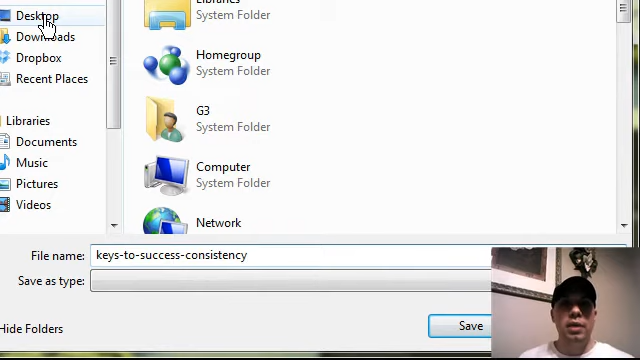 Desktop
Downloads
Dropbox
Recent Places
Libraries
Documents
Music
Pictures
Videos
Libraries
System Folder
Homegroup
System Folder
G3
System Folder
Computer
System Folder
Network
File name: keys-to-success-consistency
Save as type:
Hide Folders
Save